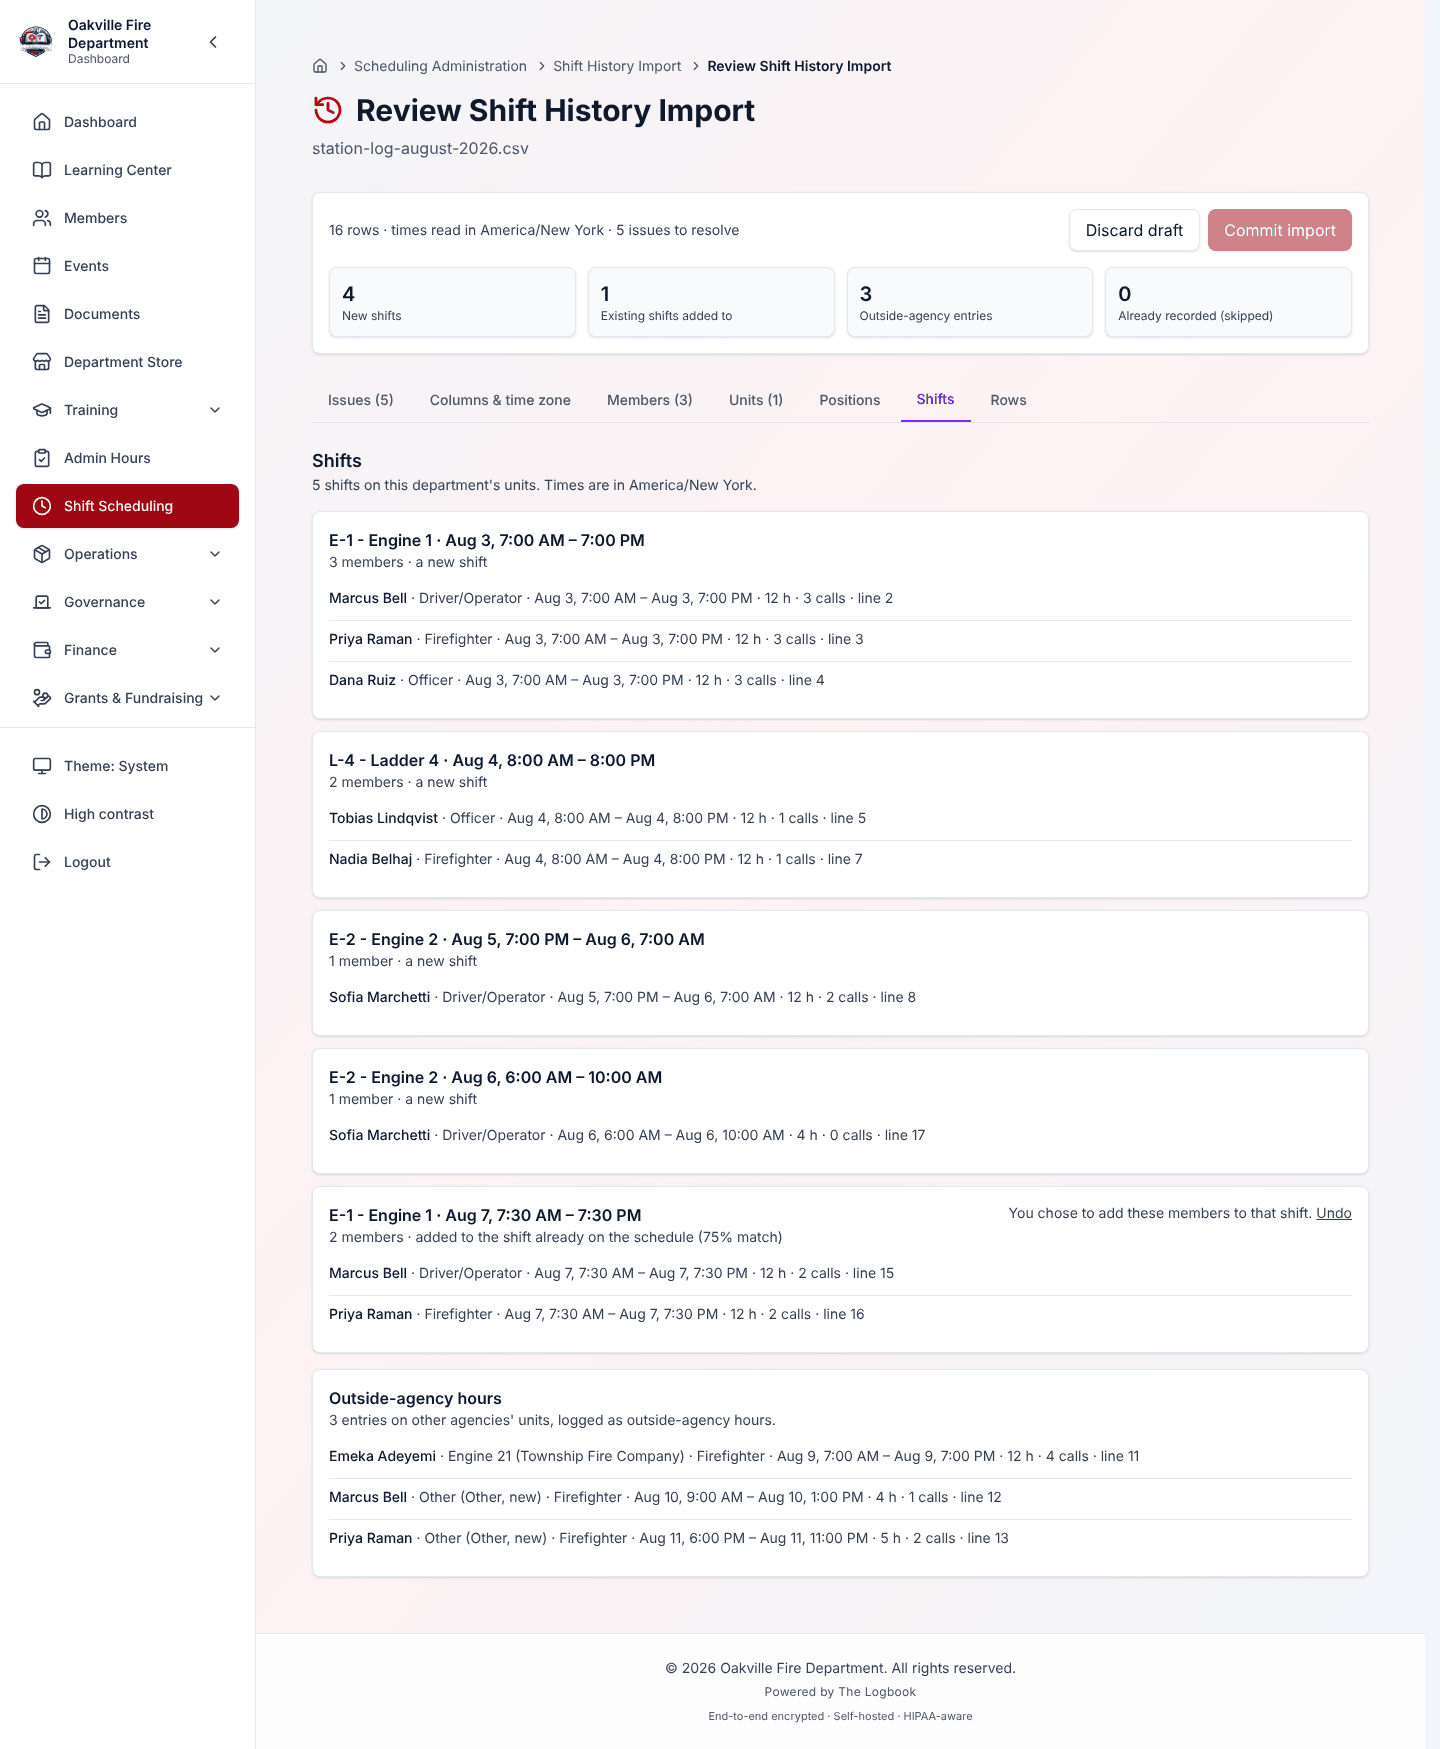 Oakville Fire
Department
Dashboard
Dashboard
Learning Center
Members
Events
Documents
Department Store
Training
Admin Hours
Shift Scheduling
Operations
Governance
Finance
Grants & Fundraising
Theme: System
High contrast
Logout
Scheduling Administration
Shift History Import
Review Shift History Import
Review Shift History Import
station-log-august-2026.csv
16 rows · times read in America/New York · 5 issues to resolve
Discard draft
Commit import
4
New shifts
1
Existing shifts added to
3
Outside-agency entries
0
Already recorded (skipped)
Issues (5)
Columns & time zone
Members (3)
Units (1)
Positions
Shifts
Rows
Shifts
5 shifts on this department's units. Times are in America/New York.
E-1 - Engine 1 · Aug 3, 7:00 AM – 7:00 PM
3 members · a new shift
Marcus Bell · Driver/Operator · Aug 3, 7:00 AM – Aug 3, 7:00 PM · 12 h · 3 calls · line 2
Priya Raman · Firefighter · Aug 3, 7:00 AM – Aug 3, 7:00 PM · 12 h · 3 calls · line 3
Dana Ruiz · Officer · Aug 3, 7:00 AM – Aug 3, 7:00 PM · 12 h · 3 calls · line 4
L-4 - Ladder 4 · Aug 4, 8:00 AM – 8:00 PM
2 members · a new shift
Tobias Lindqvist · Officer · Aug 4, 8:00 AM – Aug 4, 8:00 PM · 12 h · 1 calls · line 5
Nadia Belhaj · Firefighter · Aug 4, 8:00 AM – Aug 4, 8:00 PM · 12 h · 1 calls · line 7
E-2 - Engine 2 · Aug 5, 7:00 PM – Aug 6, 7:00 AM
1 member · a new shift
Sofia Marchetti · Driver/Operator · Aug 5, 7:00 PM – Aug 6, 7:00 AM · 12 h · 2 calls · line 8
E-2 - Engine 2 · Aug 6, 6:00 AM – 10:00 AM
1 member · a new shift
Sofia Marchetti · Driver/Operator · Aug 6, 6:00 AM – Aug 6, 10:00 AM · 4 h · 0 calls · line 17
E-1 - Engine 1 · Aug 7, 7:30 AM – 7:30 PM
You chose to add these members to that shift. Undo
2 members · added to the shift already on the schedule (75% match)
Marcus Bell · Driver/Operator · Aug 7, 7:30 AM – Aug 7, 7:30 PM · 12 h · 2 calls · line 15
Priya Raman · Firefighter · Aug 7, 7:30 AM – Aug 7, 7:30 PM · 12 h · 2 calls · line 16
Outside-agency hours
3 entries on other agencies' units, logged as outside-agency hours.
Emeka Adeyemi · Engine 21 (Township Fire Company) · Firefighter · Aug 9, 7:00 AM – Aug 9, 7:00 PM · 12 h · 4 calls · line 11
Marcus Bell · Other (Other, new) · Firefighter · Aug 10, 9:00 AM – Aug 10, 1:00 PM · 4 h · 1 calls · line 12
Priya Raman · Other (Other, new) · Firefighter · Aug 11, 6:00 PM – Aug 11, 11:00 PM · 5 h · 2 calls · line 13
© 2026 Oakville Fire Department. All rights reserved.
Powered by The Logbook
End-to-end encrypted · Self-hosted · HIPAA-aware